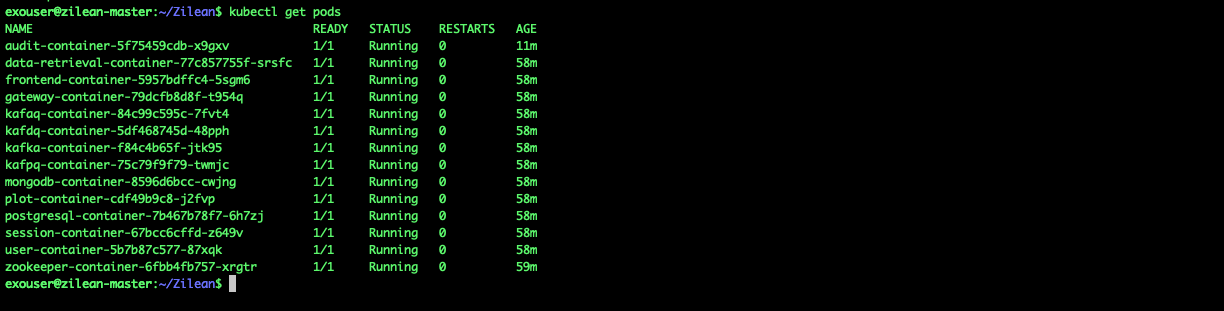 exouser@zilean-master:~/Zilean$ kubectl get pods
NAME                                        READY   STATUS    RESTARTS   AGE
audit-container-5f75459cdb-x9gxv            1/1     Running   0          11m
data-retrieval-container-77c857755f-srsfc   1/1     Running   0          58m
frontend-container-5957bdffc4-5sgm6         1/1     Running   0          58m
gateway-container-79dcfb8d8f-t954q          1/1     Running   0          58m
kafaq-container-84c99c595c-7fvt4            1/1     Running   0          58m
kafdq-container-5df468745d-48pph            1/1     Running   0          58m
kafka-container-f84c4b65f-jtk95             1/1     Running   0          58m
kafpq-container-75c79f9f79-twmjc            1/1     Running   0          58m
mongodb-container-8596d6bcc-cwjng           1/1     Running   0          58m
plot-container-cdf49b9c8-j2fvp              1/1     Running   0          58m
postgresql-container-7b467b78f7-6h7zj       1/1     Running   0          58m
session-container-67bcc6cffd-z649v          1/1     Running   0          58m
user-container-5b7b87c577-87xqk             1/1     Running   0          58m
zookeeper-container-6fbb4fb757-xrgtr        1/1     Running   0          59m
exouser@zilean-master:~/Zilean$